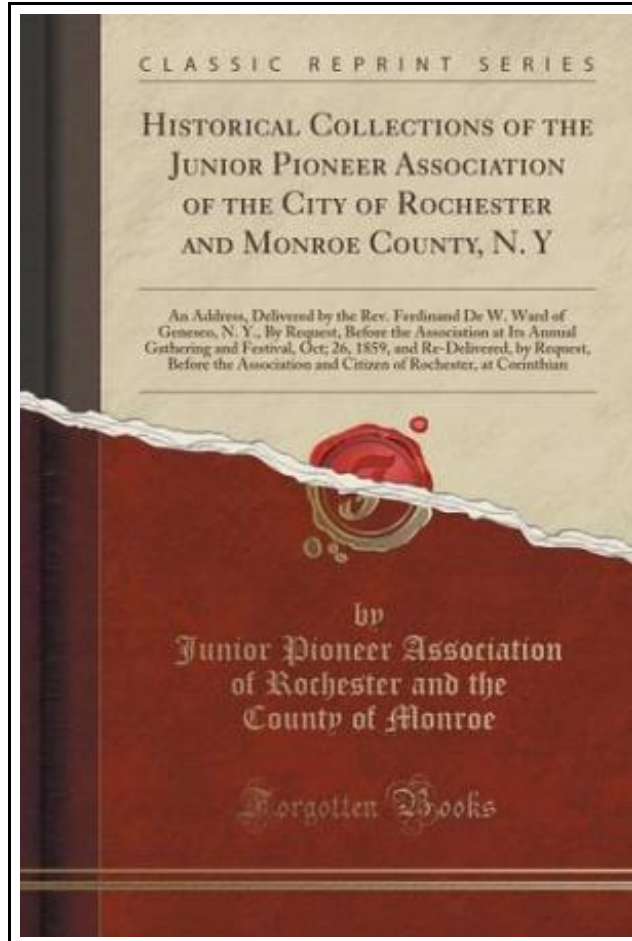 CLASSIC REPRINT SERIES
HISTORICAL COLLECTIONS OF THE
JUNIOR PIONEER ASSOCIATION
OF THE CITY OF ROCHESTER
AND MONROE COUNTY, N. Y
An Address, Delivered by the Rev. Ferdinand De W. Ward of
Geneseo, N. Y., By Request, Before the Association at Its Annual
Gathering and Festival, Oct; 26, 1859, and Re-Delivered, by Request,
Before the Association and Citizen of Rochester, at Corinthian
by
Junior Pioneer Association
of Rochester and the
County of Monroe
Forgotten Books